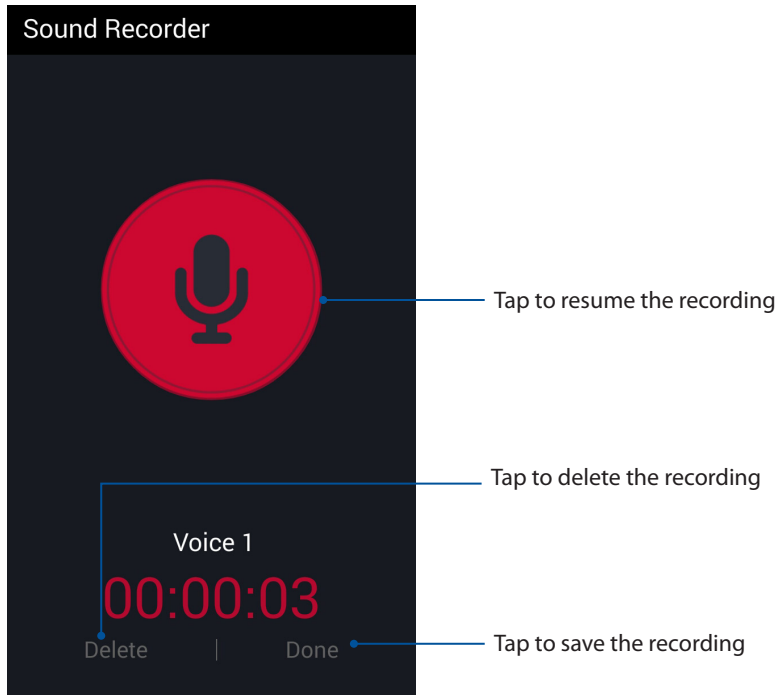 Sound Recorder
Tap to resume the recording
Tap to delete the recording
Voice 1
00:00:03
Delete | Done
Tap to save the recording